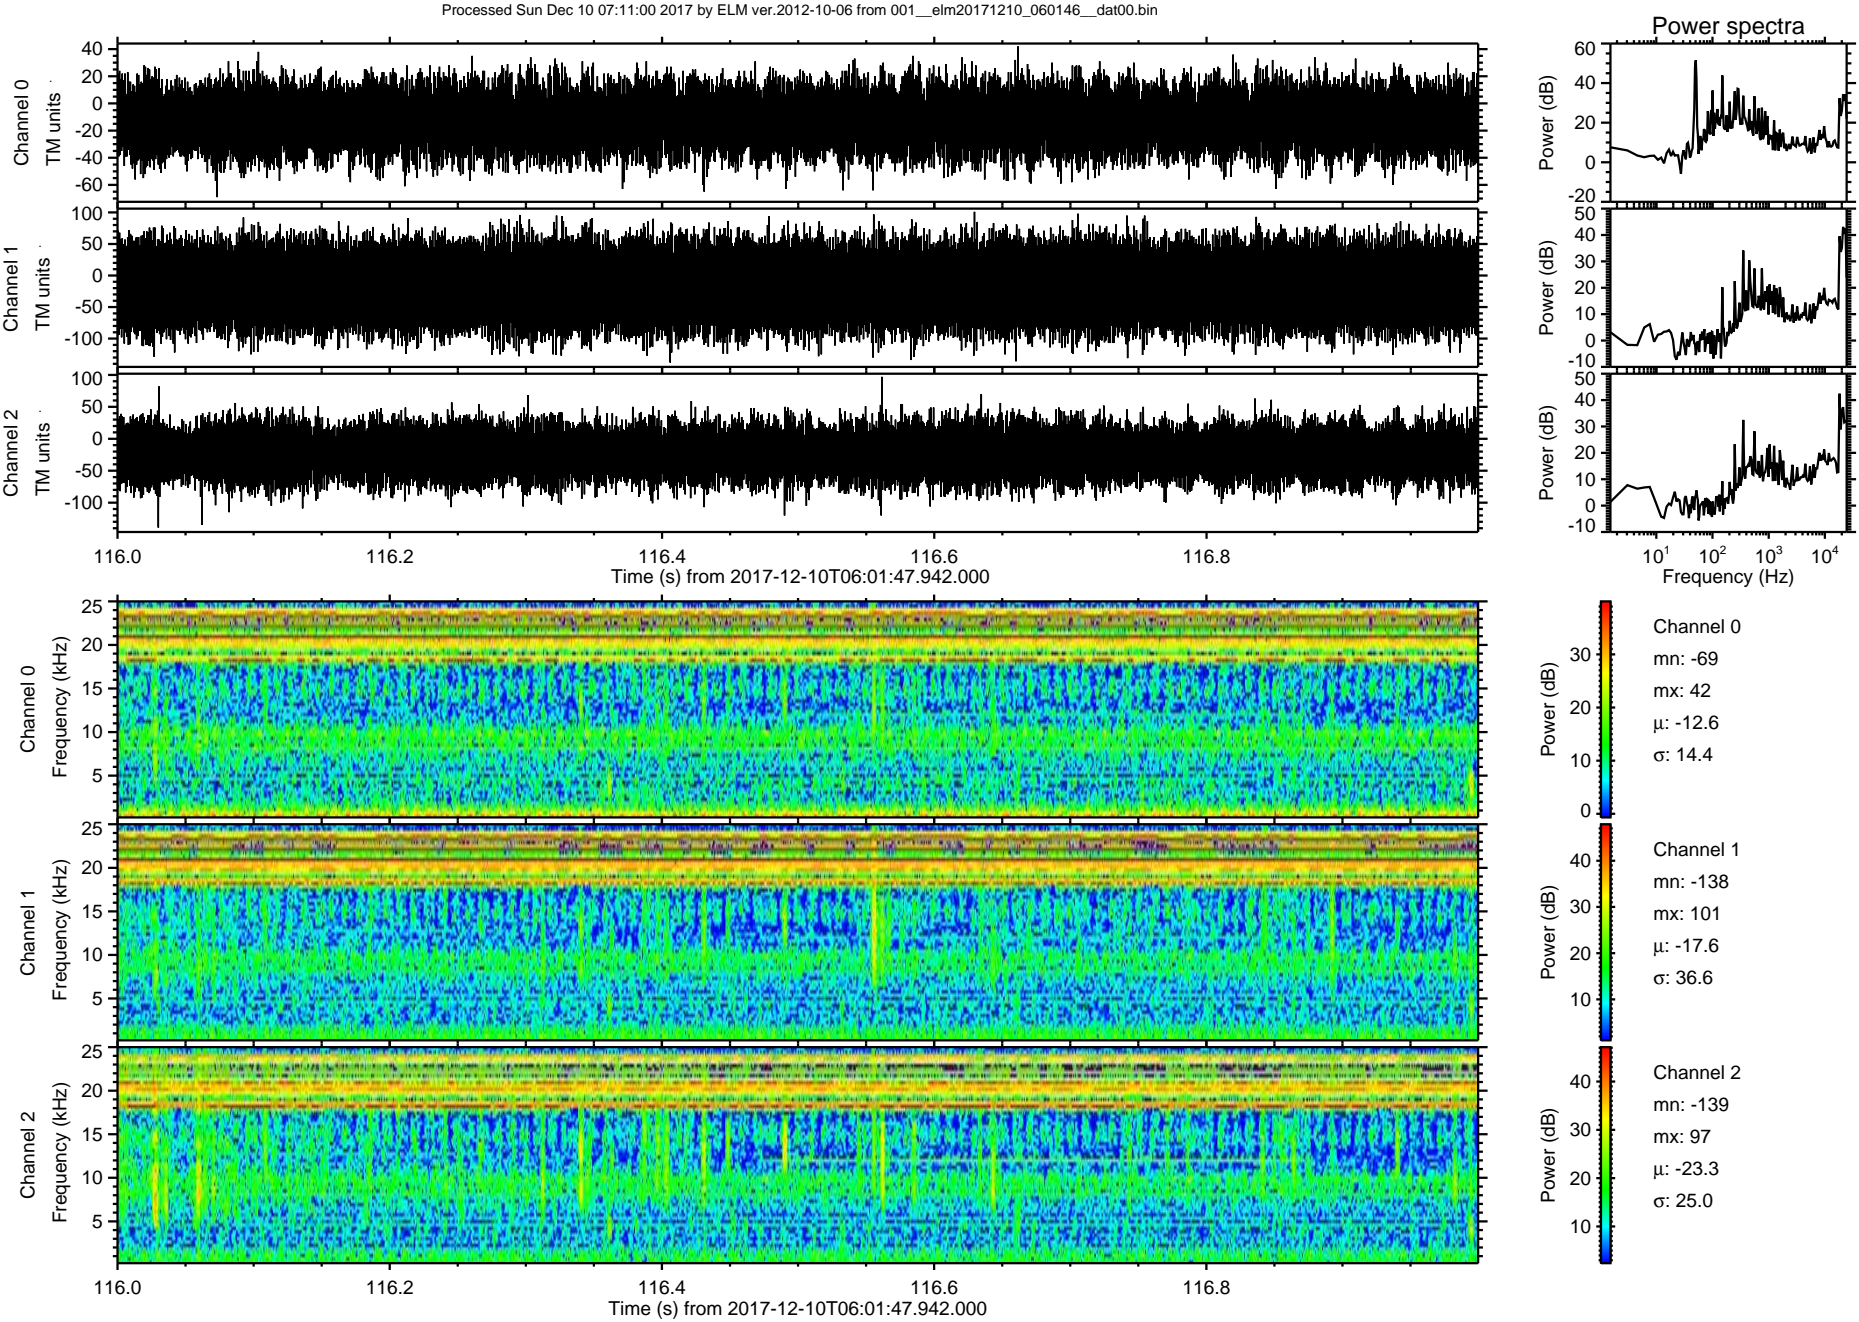 Processed Sun Dec 10 07:11:00 2017 by ELM ver.2012-10-06 from 001__elm20171210_060146__dat00.bin
Power spectra
Channel 0
TM units
40
20
0
-20
-40
-60
Power (dB)
60
40
20
0
-20
Channel 1
TM units
100
50
0
-50
-100
Power (dB)
50
40
30
20
10
0
-10
Channel 2
TM units
100
50
0
-50
-100
Power (dB)
50
40
30
20
10
0
-10
116.0 116.2 116.4 116.6 116.8
Time (s) from 2017-12-10T06:01:47.942.000
10¹ 10² 10³ 10⁴
Frequency (Hz)
Channel 0
Frequency (kHz)
25
20
15
10
5
Power (dB)
30
20
10
0
Channel 0
mn: -69
mx: 42
µ: -12.6
σ: 14.4
Channel 1
Frequency (kHz)
25
20
15
10
5
Power (dB)
40
30
20
10
Channel 1
mn: -138
mx: 101
µ: -17.6
σ: 36.6
Channel 2
Frequency (kHz)
25
20
15
10
5
Power (dB)
40
30
20
10
Channel 2
mn: -139
mx: 97
µ: -23.3
σ: 25.0
116.0 116.2 116.4 116.6 116.8
Time (s) from 2017-12-10T06:01:47.942.000